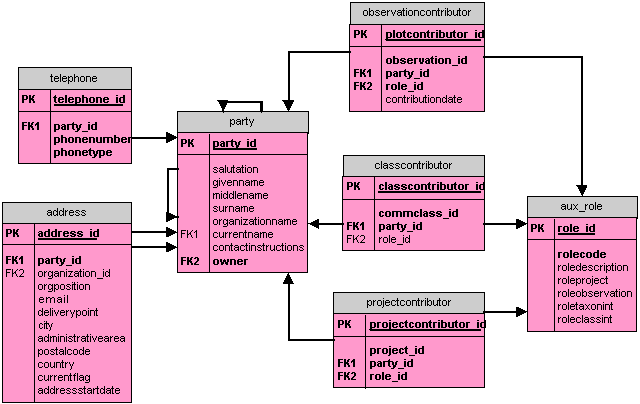 observationcontributor
PK plotcontributor_id
observation_id
FK1 party_id
FK2 role_id
contributiondate
telephone
PK telephone_id
FK1 party_id
phonenumber
phonetype
party
PK party_id
salutation
givenname
middlename
surname
organizationname
FK1 currentname
contactinstructions
FK2 owner
classcontributor
PK classcontributor_id
commclass_id
FK1 party_id
FK2 role_id
address
PK address_id
FK1 party_id
FK2 organization_id
orgposition
email
deliverypoint
city
administrativearea
postalcode
country
currentflag
addressstartdate
aux_role
PK role_id
rolecode
roledescription
roleproject
roleobservation
roletaxonint
roleclassint
projectcontributor
PK projectcontributor_id
project_id
FK1 party_id
FK2 role_id